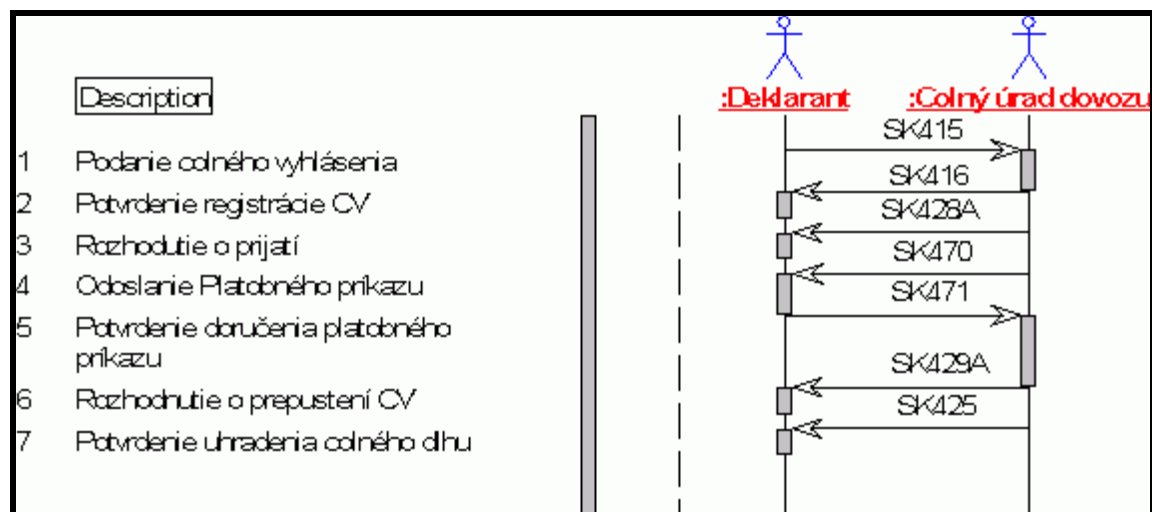 Description
:Deklarant :Colný úrad dovozu
SK415
1 Podanie colného vyhlásenia
SK416
2 Potvrdenie registrácie CV
SK428A
3 Rozhodutie o prijatí
SK470
4 Odoslanie Platobného príkazu
SK471
5 Potvrdenie doručenia platobného
príkazu
SK429A
6 Rozhodnutie o prepustení CV
SK425
7 Potvrdenie uhradenia colného dlhu